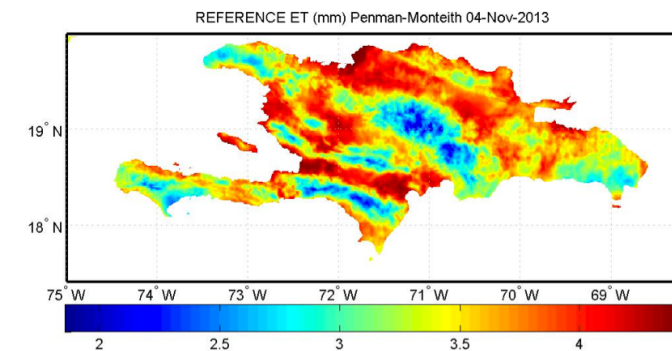 REFERENCE ET (mm) Penman-Monteith 04-Nov-2013
19° N
18° N
75° W 74° W 73° W 72° W 71° W 70° W 69° W
2 2.5 3 3.5 4